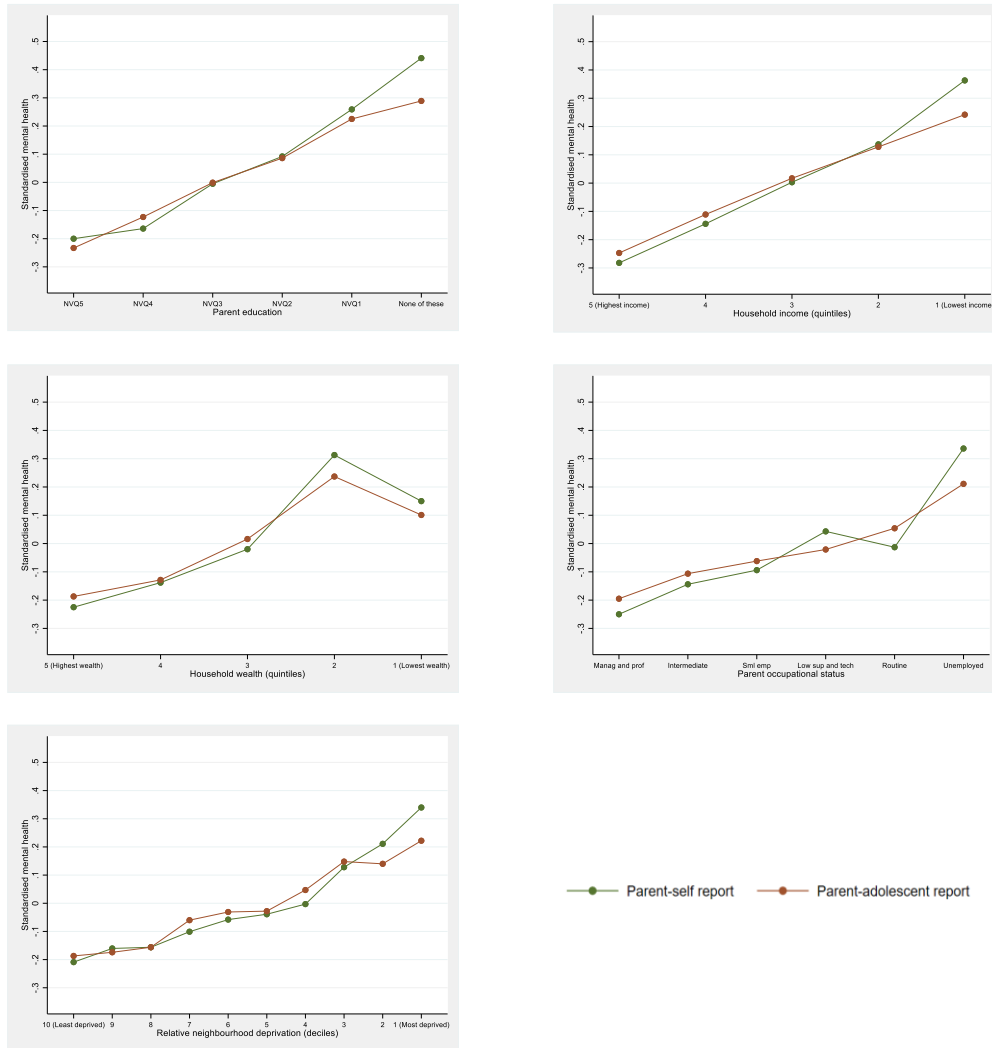 Standardised mental health
.5
.4
.3
.2
.1
0
-.1
-.2
-.3
NVQ5 NVQ4 NVQ3 NVQ2 NVQ1 None of these
Parent education
Standardised mental health
.5
.4
.3
.2
.1
0
-.1
-.2
-.3
5 (Highest income) 4 3 2 1 (Lowest income
Household income (quintiles)
Standardised mental health
.5
.4
.3
.2
.1
0
-.1
-.2
-.3
5 (Highest wealth) 4 3 2 1 (Lowest wealth)
Household wealth (quintiles)
Standardised mental health
.5
.4
.3
.2
.1
0
-.1
-.2
-.3
Manag and prof Intermediate Sml emp Low sup and tech Routine Unemployed
Parent occupational status
Standardised mental health
.5
.4
.3
.2
.1
0
-.1
-.2
-.3
10 (Least deprived) 9 8 7 6 5 4 3 2 1 (Most deprived)
Relative neighbourhood deprivation (deciles)
Parent-self report Parent-adolescent report